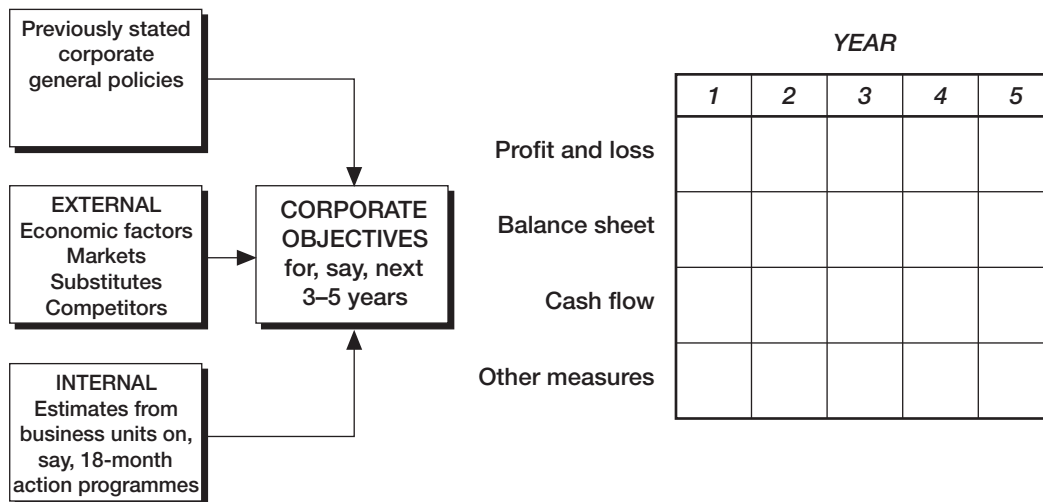 Previously stated
corporate
general policies
EXTERNAL
Economic factors
Markets
Substitutes
Competitors
INTERNAL
Estimates from
business units on,
say, 18-month
action programmes
CORPORATE
OBJECTIVES
for, say, next
3–5 years
YEAR
1 2 3 4 5
Profit and loss
Balance sheet
Cash flow
Other measures